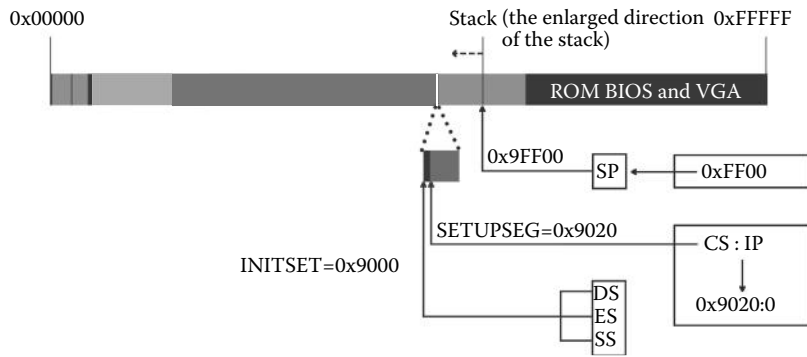 0x00000
Stack (the enlarged direction
of the stack)
0xFFFFF
ROM BIOS and VGA
0x9FF00
SP
0xFF00
SETUPSEG=0x9020
CS : IP
INITSET=0x9000
0x9020:0
DS
ES
SS